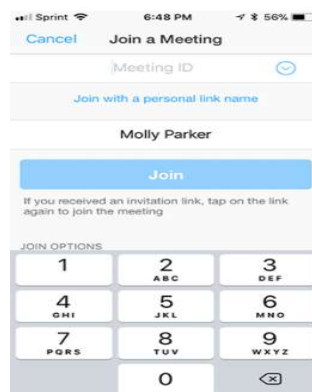 Sprint 6:48 PM 56%
Cancel Join a Meeting
Meeting ID
Join with a personal link name
Molly Parker
Join
If you received an invitation link, tap on the link
again to join the meeting
JOIN OPTIONS
1 2 3
ABC DEF
4 5 6
GHI JKL MNO
7 8 9
PQRS TUV WXYZ
0